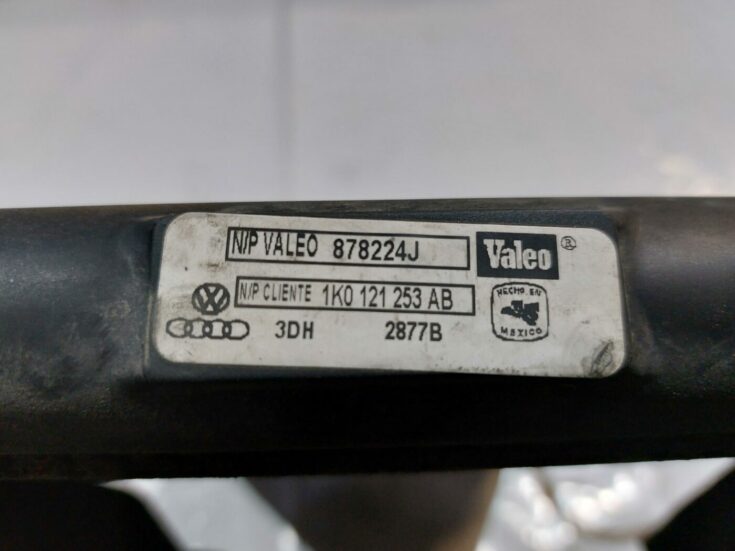 N/P VALEO 878224J Valeo ®
N/P CLIENTE 1K0 121 253 AB
HECHO EN
MEXICO
3DH 2877B